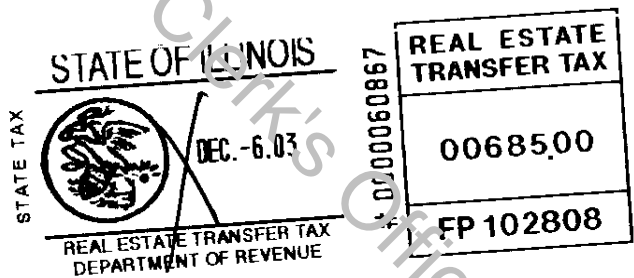 STATE OF ILLINOIS
STATE TAX
DEC.-6.03
REAL ESTATE TRANSFER TAX
DEPARTMENT OF REVENUE
# 0000060867
REAL ESTATE
TRANSFER TAX
00685.00
FP 102808
Clerk's Office